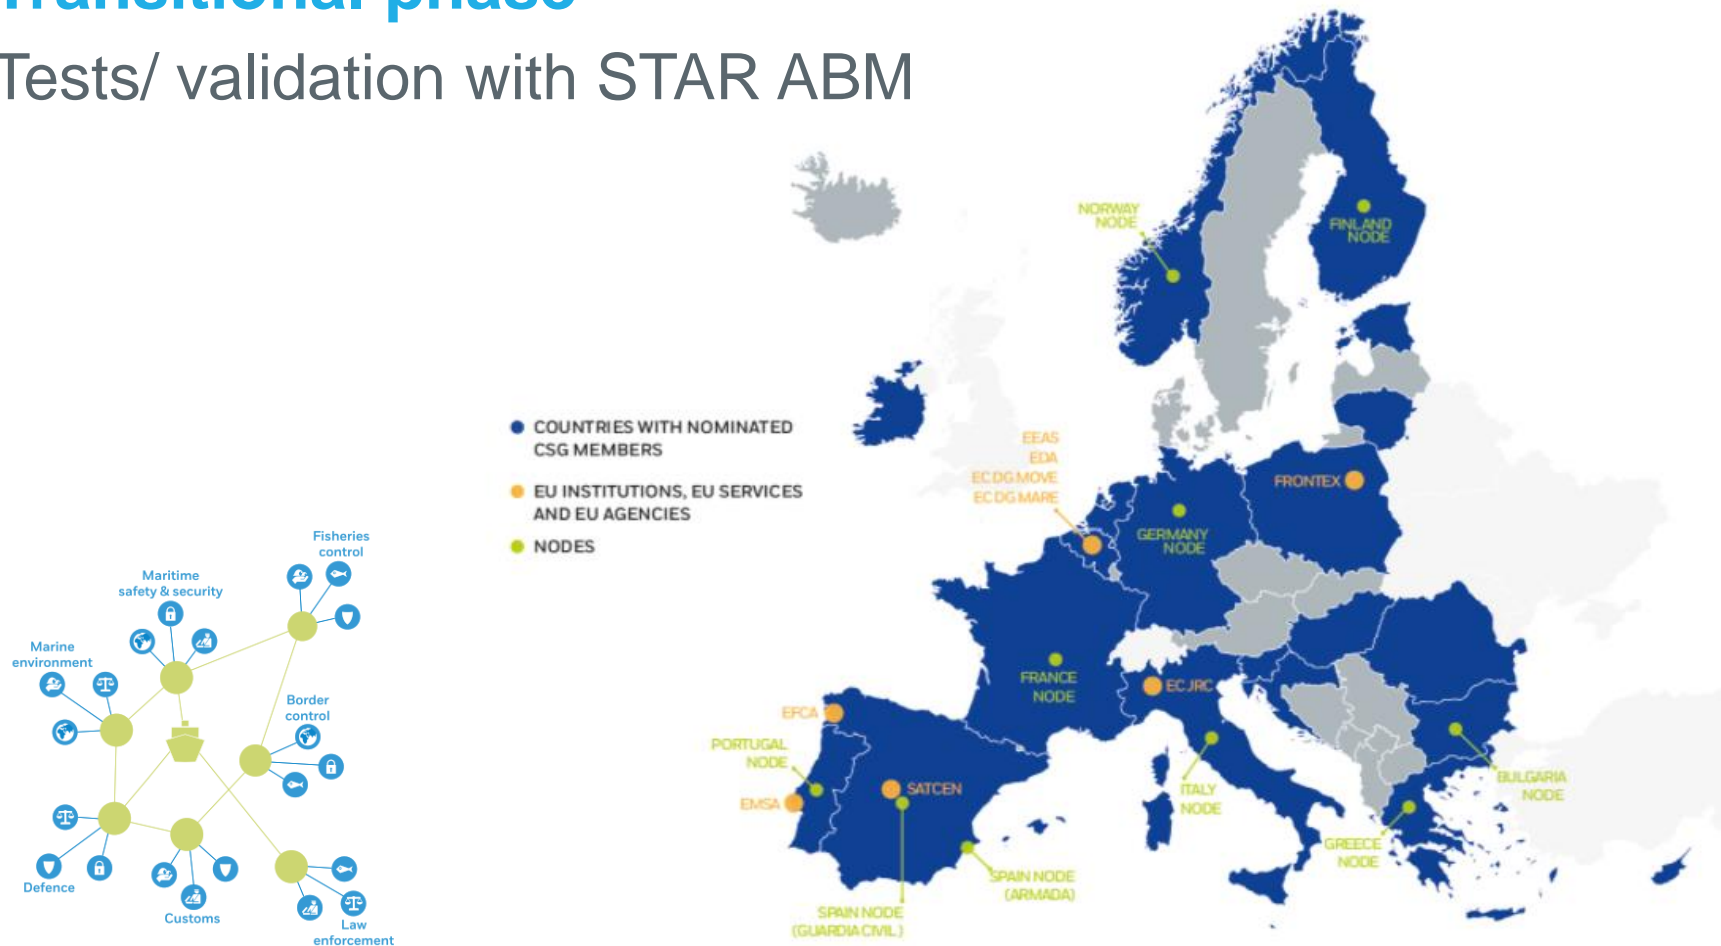 Transitional phase
Tests/ validation with STAR ABM
NORWAY
NODE
FINLAND
NODE
COUNTRIES WITH NOMINATED
CSG MEMBERS
EU INSTITUTIONS, EU SERVICES
AND EU AGENCIES
NODES
EEAS
EDA
EC DG MOVE
EC DG MARE
FRONTEX
GERMANY
NODE
FRANCE
NODE
EC JRC
EFCA
PORTUGAL
NODE
EMSA
SATCEN
ITALY
NODE
BULGARIA
NODE
GREECE
NODE
SPAIN NODE
(ARMADA)
SPAIN NODE
(GUARDIA CIVIL)
Fisheries
control
Maritime
safety & security
Marine
environment
Border
control
Defence
Customs
Law
enforcement